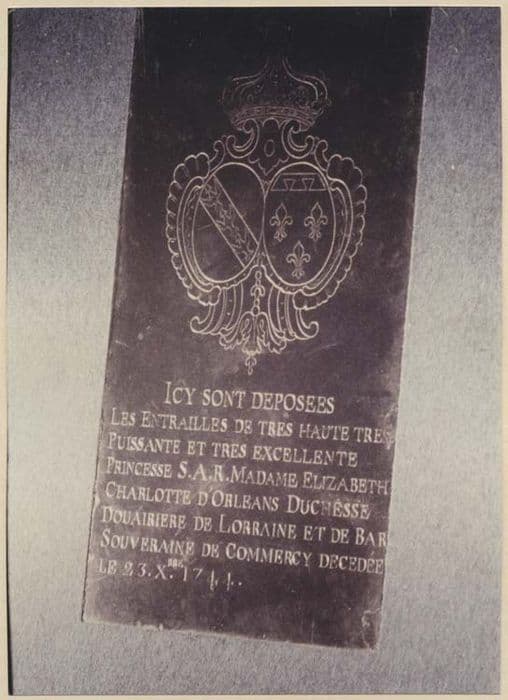 ICY SONT DEPOSEES
LES ENTRAILLES DE TRES HAUTE TRES
PUISSANTE ET TRES EXCELLENTE
PRINCESSE S.A.R. MADAME ELIZABETH
CHARLOTTE D'ORLEANS DUCHESSE
DOUAIRIERE DE LORRAINE ET DE BAR
SOUVERAINE DE COMMERCY DECEDEE
LE 23. X.BRE 1744.